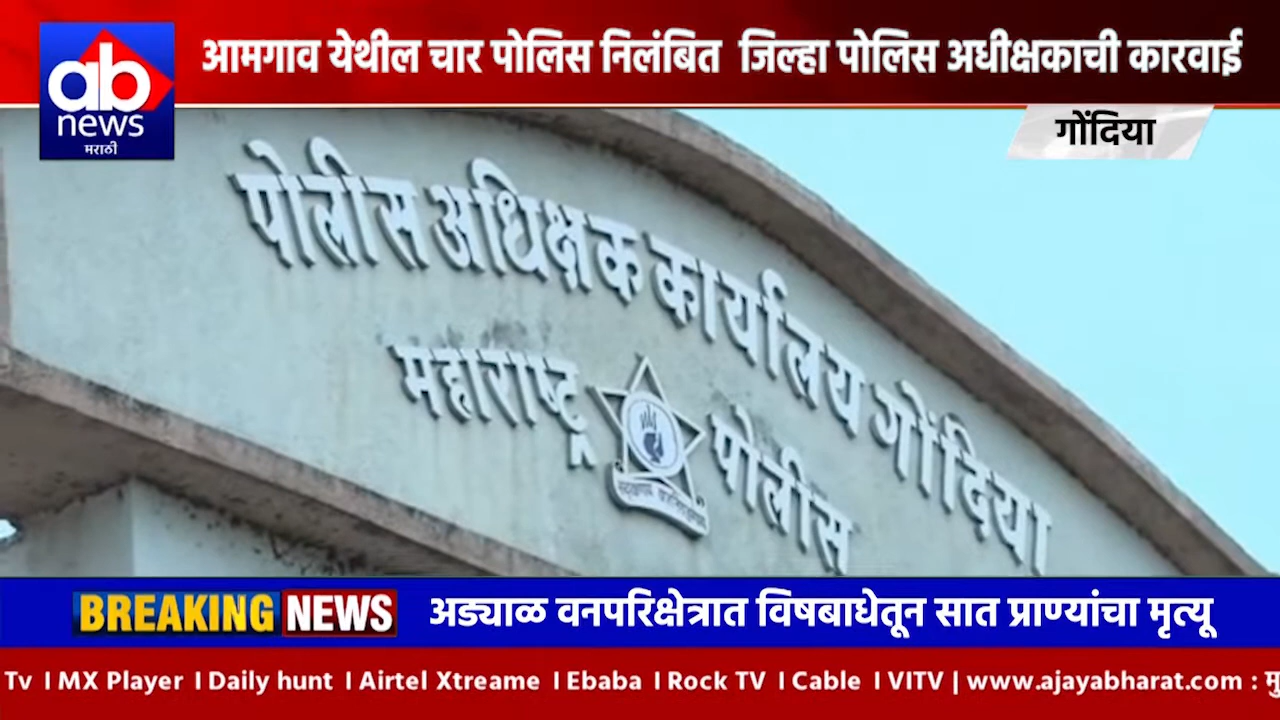 आमगाव येथील चार पोलिस निलंबित जिल्हा पोलिस अधीक्षकाची कारवाई
ab
news
मराठी
गोंदिया
पोलीस अधिक्षक कार्यालय गोंदिया
महाराष्ट्र पोलीस
BREAKING NEWS अड्याळ वनपरिक्षेत्रात विषबाधेतून सात प्राण्यांचा मृत्यू
Tv I MX Player I Daily hunt I Airtel Xtreame I Ebaba I Rock TV I Cable I VITV | www.ajayabharat.com : मु